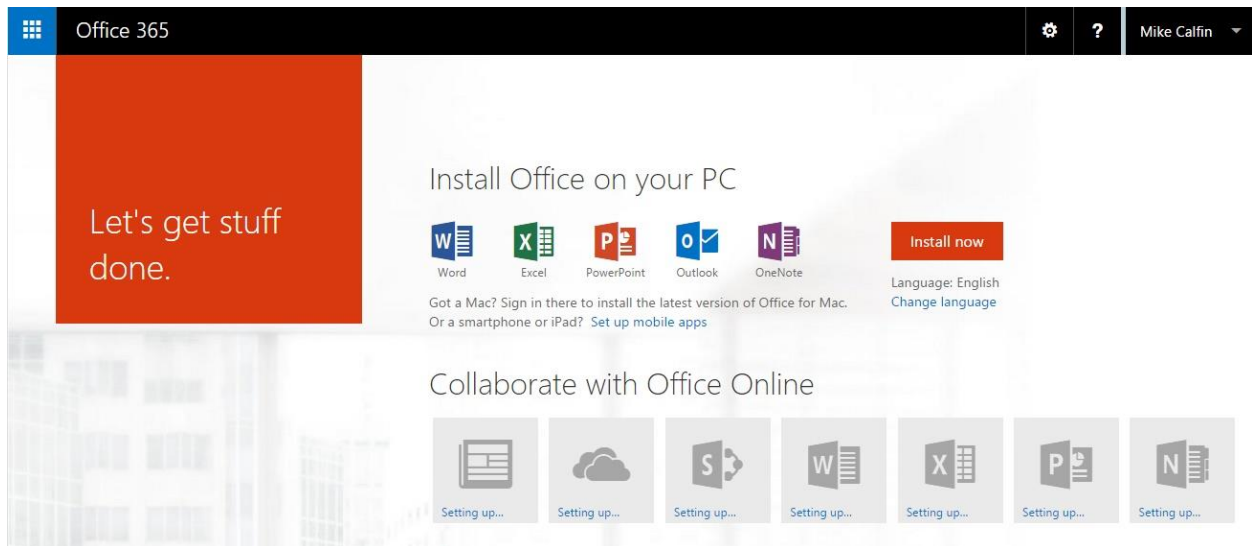 Office 365
? Mike Calfin
Let's get stuff
done.
Install Office on your PC
W X P O N
Word Excel PowerPoint Outlook OneNote
Install now
Got a Mac? Sign in there to install the latest version of Office for Mac.
Or a smartphone or iPad? Set up mobile apps
Language: English
Change language
Collaborate with Office Online
S W X P N
Setting up... Setting up... Setting up... Setting up... Setting up... Setting up... Setting up...